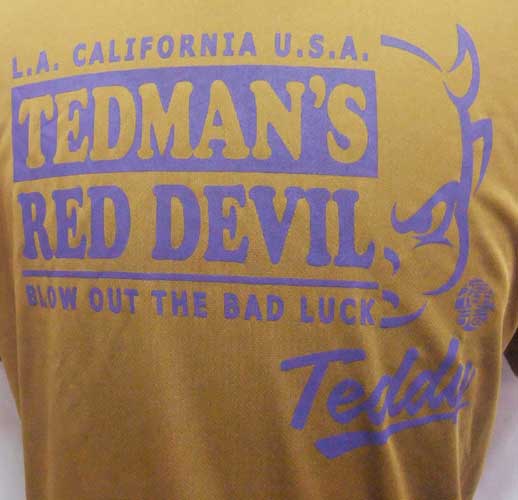 L.A. CALIFORNIA U.S.A.
TEDMAN'S
RED DEVIL
BLOW OUT THE BAD LUCK
Teddy